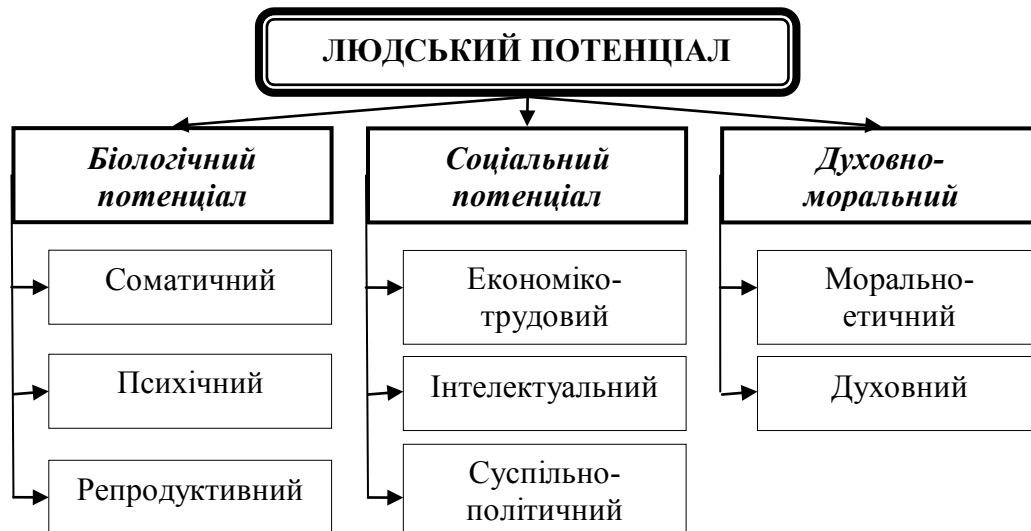 ЛЮДСЬКИЙ ПОТЕНЦІАЛ
Біологічний
потенціал
Соматичний
Психічний
Репродуктивний
Соціальний
потенціал
Економіко-
трудовий
Інтелектуальний
Суспільно-
політичний
Духовно-
моральний
Морально-
етичний
Духовний